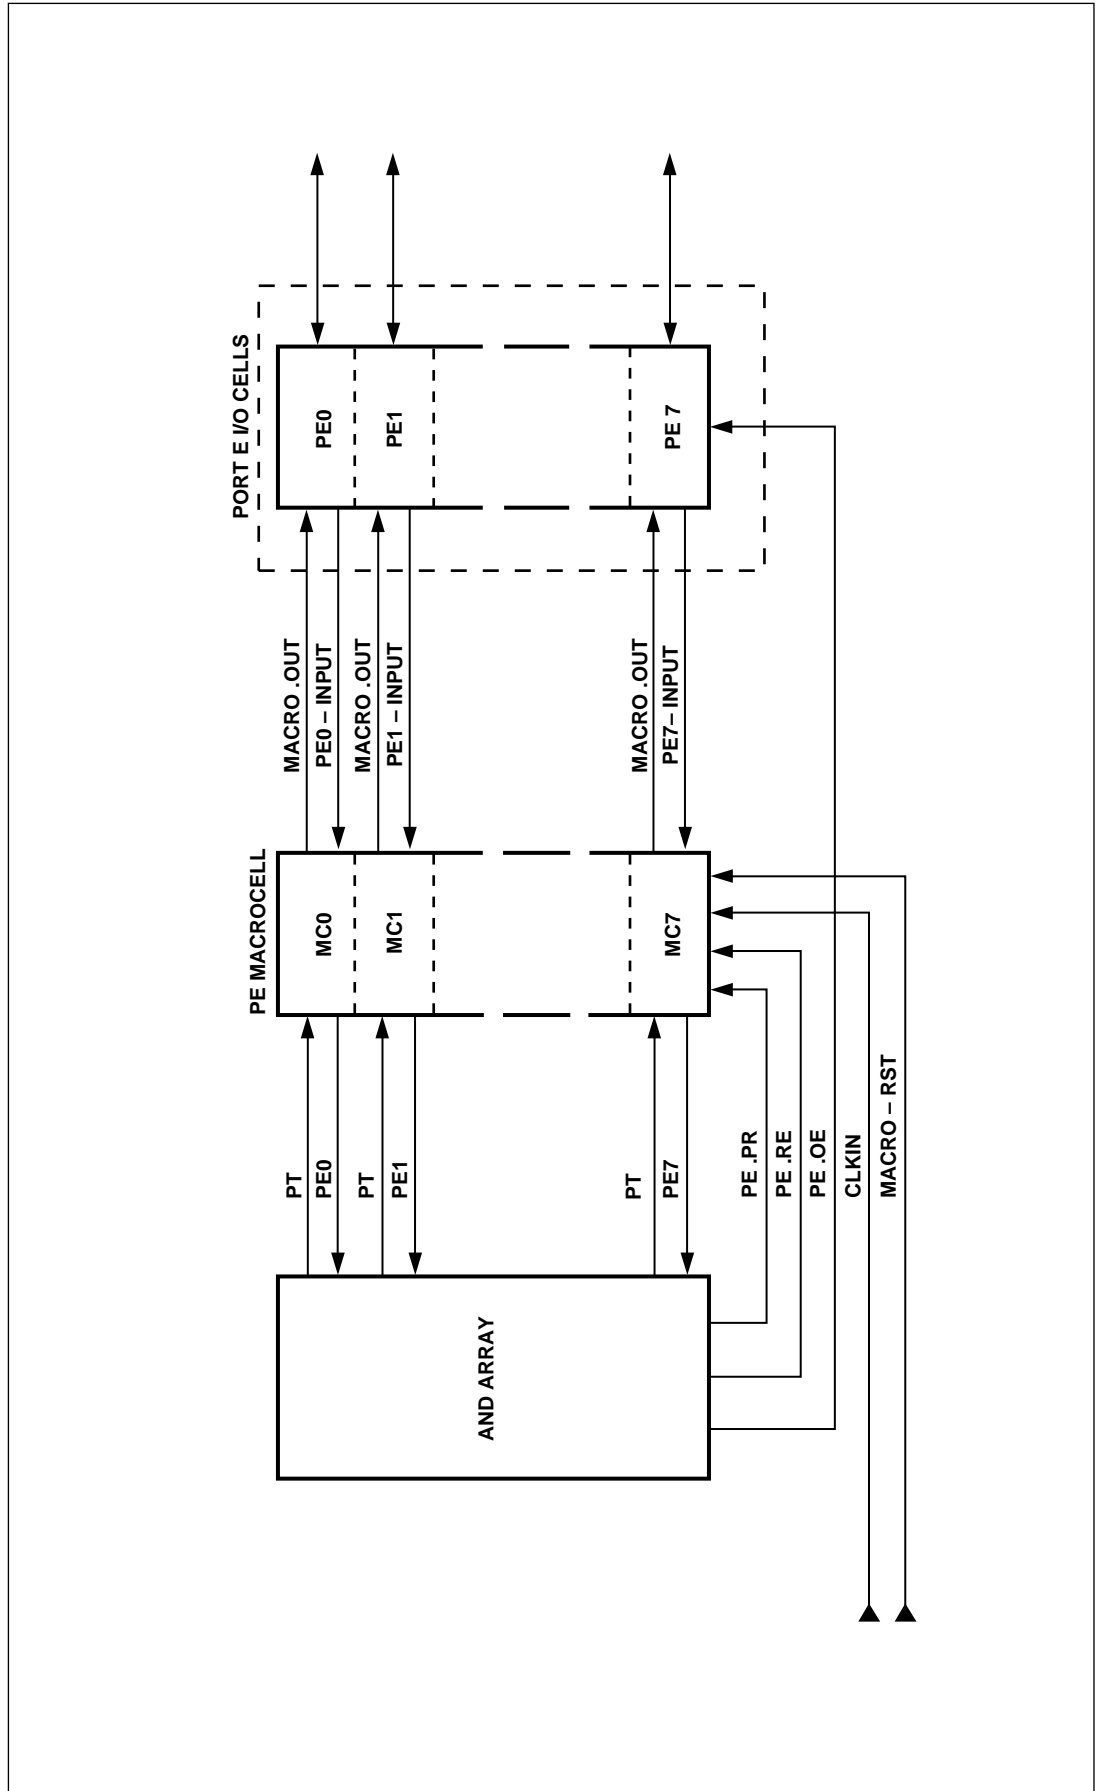 PORT E I/O CELLS
PE0
PE1
PE 7
MACRO .OUT
PE0 – INPUT
MACRO .OUT
PE1 – INPUT
MACRO .OUT
PE7– INPUT
PE MACROCELL
MC0
MC1
MC7
PT
PE0
PT
PE1
PT
PE7
PE .PR
PE .RE
PE .OE
CLKIN
MACRO – RST
AND ARRAY